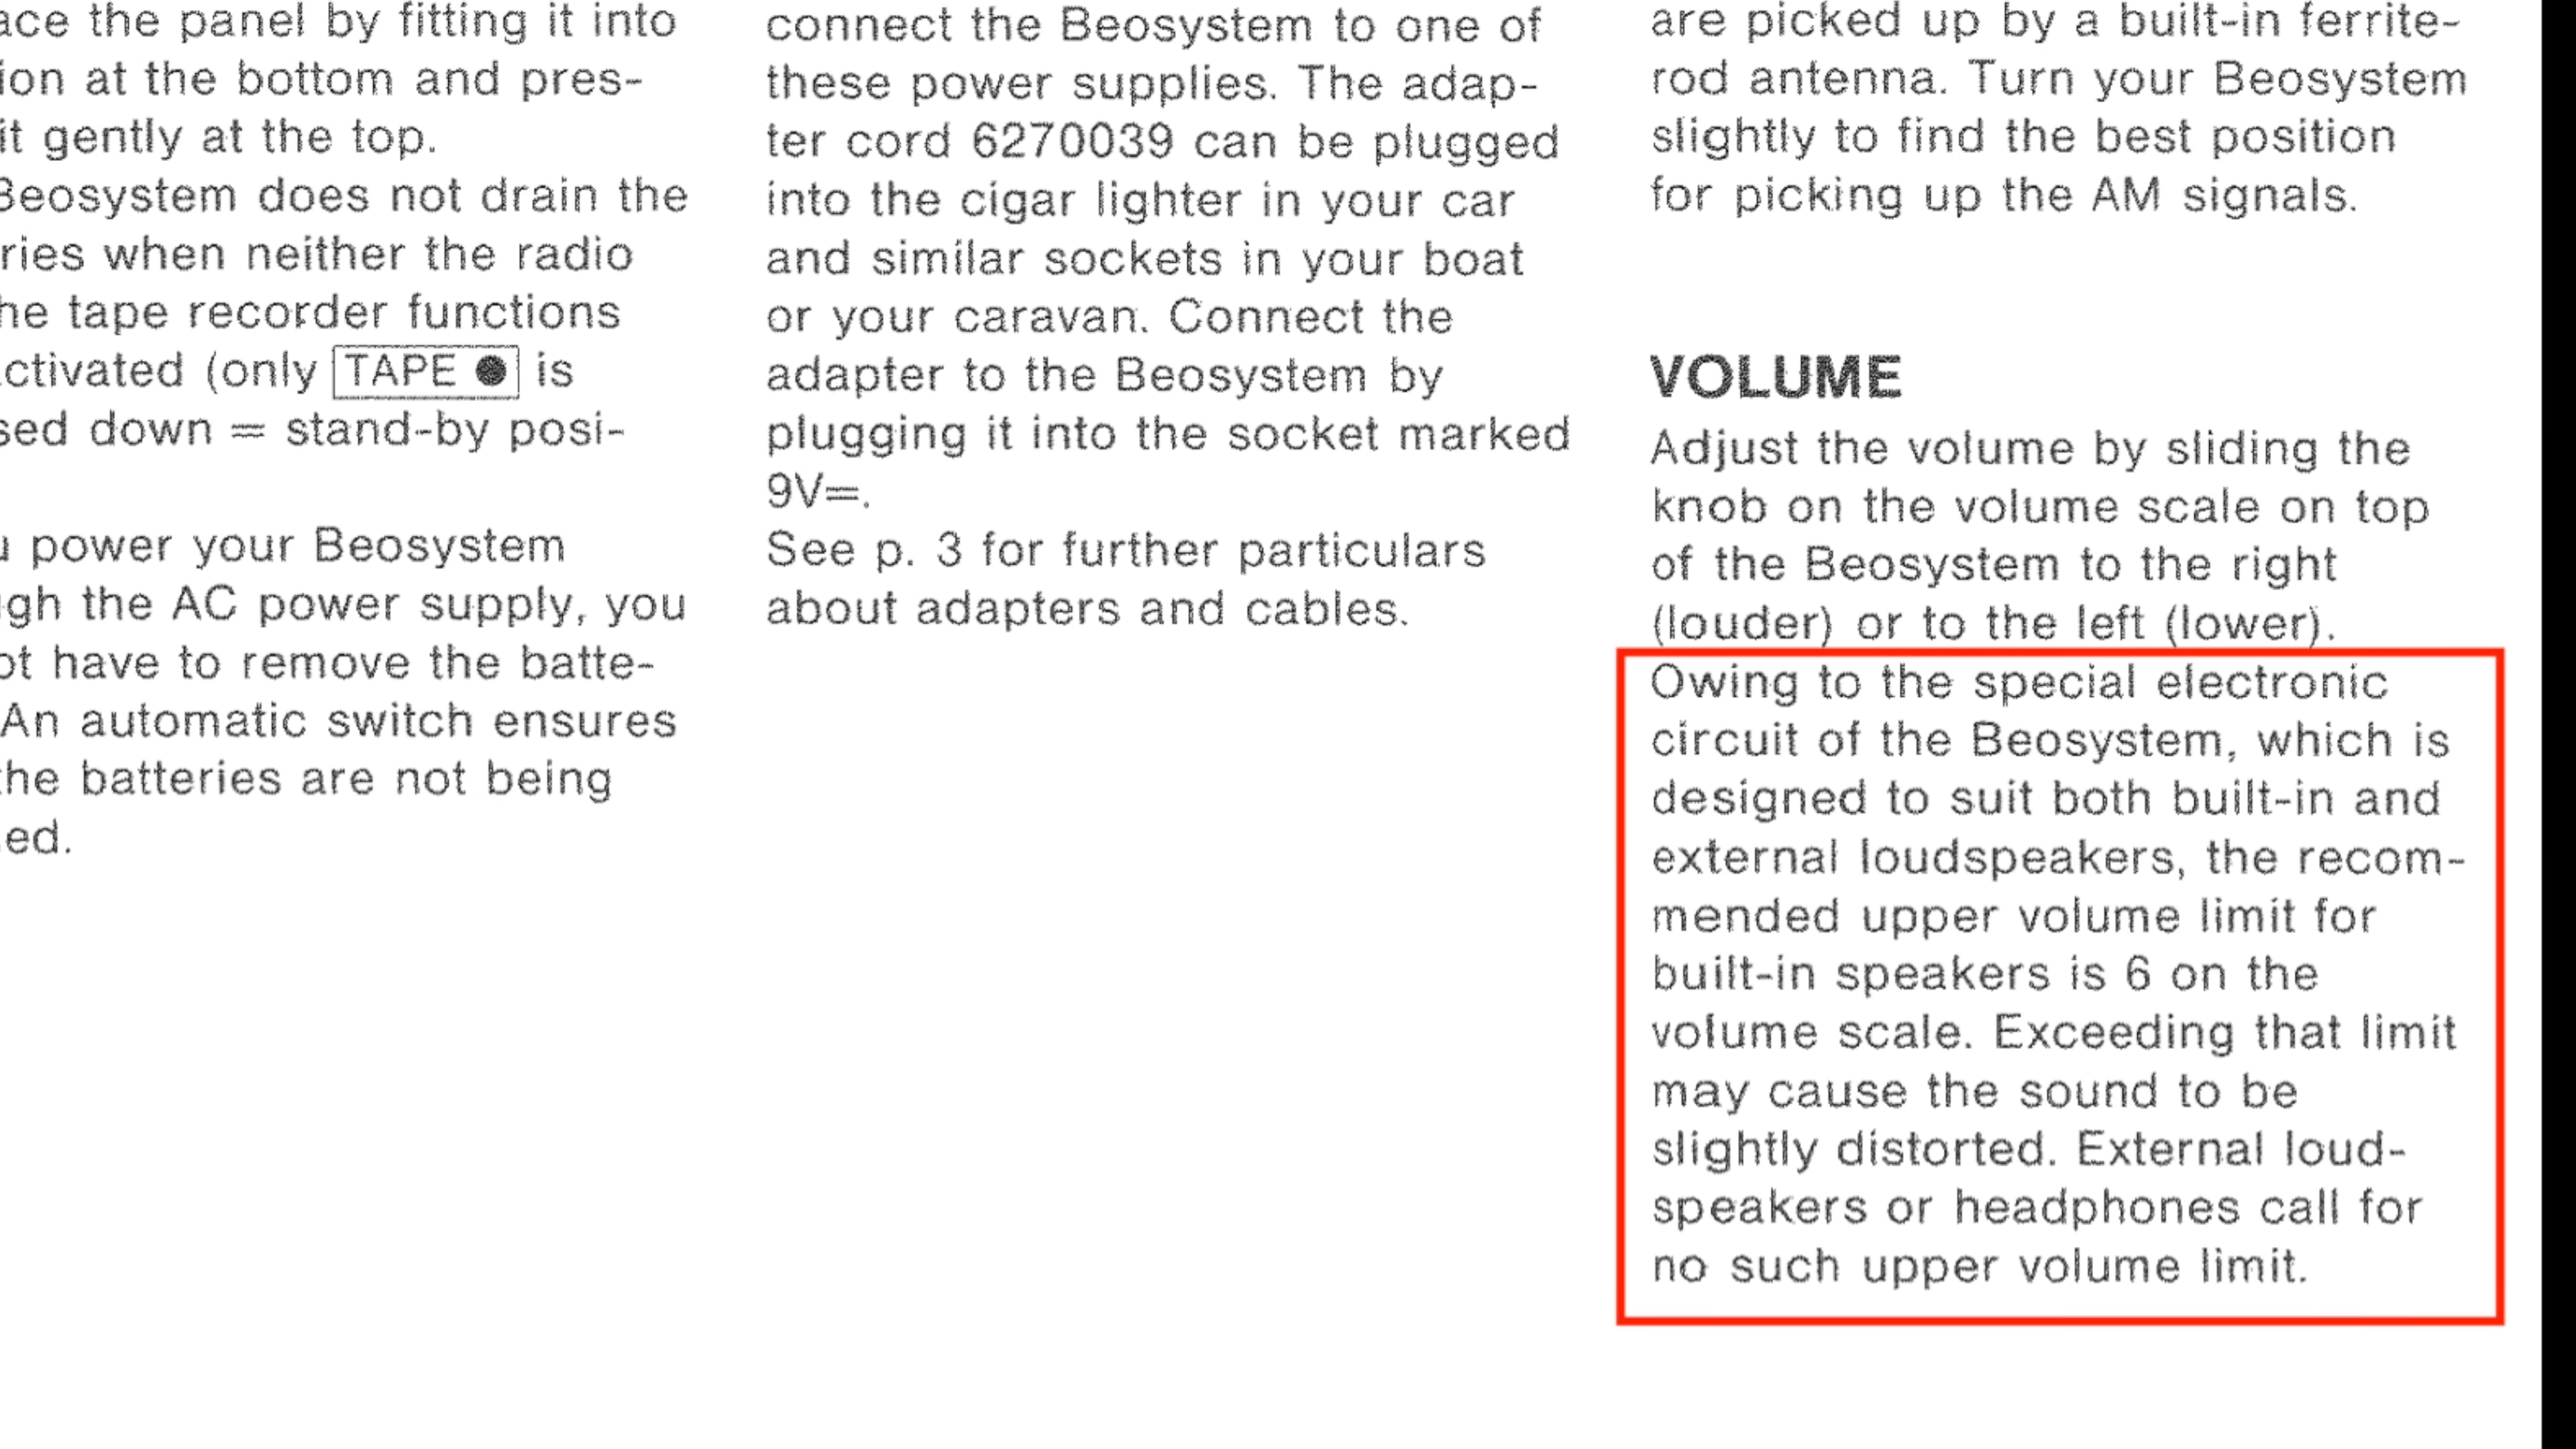 ace the panel by fitting it into
ion at the bottom and pres-
it gently at the top.
Beosystem does not drain the
ries when neither the radio
he tape recorder functions
ctivated (only TAPE ● is
sed down = stand-by posi-
u power your Beosystem
gh the AC power supply, you
ot have to remove the batte-
An automatic switch ensures
the batteries are not being
ed.
connect the Beosystem to one of
these power supplies. The adap-
ter cord 6270039 can be plugged
into the cigar lighter in your car
and similar sockets in your boat
or your caravan. Connect the
adapter to the Beosystem by
plugging it into the socket marked
9V=.
See p. 3 for further particulars
about adapters and cables.
are picked up by a built-in ferrite-
rod antenna. Turn your Beosystem
slightly to find the best position
for picking up the AM signals.
VOLUME
Adjust the volume by sliding the
knob on the volume scale on top
of the Beosystem to the right
(louder) or to the left (lower).
Owing to the special electronic
circuit of the Beosystem, which is
designed to suit both built-in and
external loudspeakers, the recom-
mended upper volume limit for
built-in speakers is 6 on the
volume scale. Exceeding that limit
may cause the sound to be
slightly distorted. External loud-
speakers or headphones call for
no such upper volume limit.